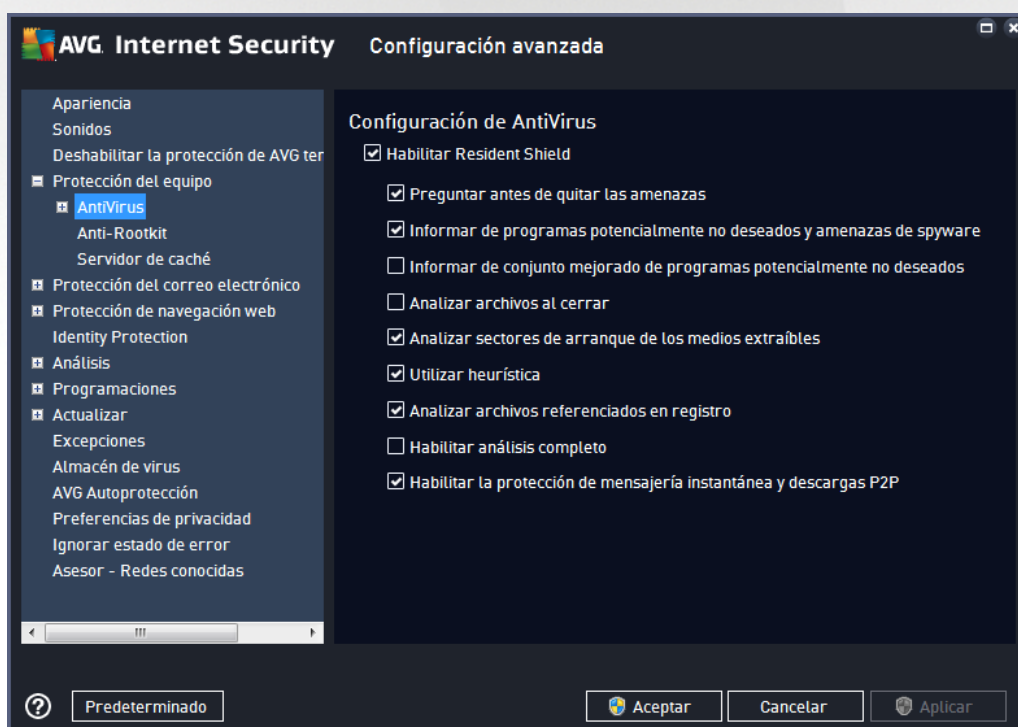 AVG. Internet Security Configuración avanzada
Apariencia
Sonidos
Deshabilitar la protección de AVG ter
Protección del equipo
AntiVirus
Anti-Rootkit
Servidor de caché
Protección del correo electrónico
Protección de navegación web
Identity Protection
Análisis
Programaciones
Actualizar
Excepciones
Almacén de virus
AVG Autoprotección
Preferencias de privacidad
Ignorar estado de error
Asesor - Redes conocidas
Configuración de AntiVirus
Habilitar Resident Shield
Preguntar antes de quitar las amenazas
Informar de programas potencialmente no deseados y amenazas de spyware
Informar de conjunto mejorado de programas potencialmente no deseados
Analizar archivos al cerrar
Analizar sectores de arranque de los medios extraíbles
Utilizar heurística
Analizar archivos referenciados en registro
Habilitar análisis completo
Habilitar la protección de mensajería instantánea y descargas P2P
? Predeterminado Aceptar Cancelar Aplicar